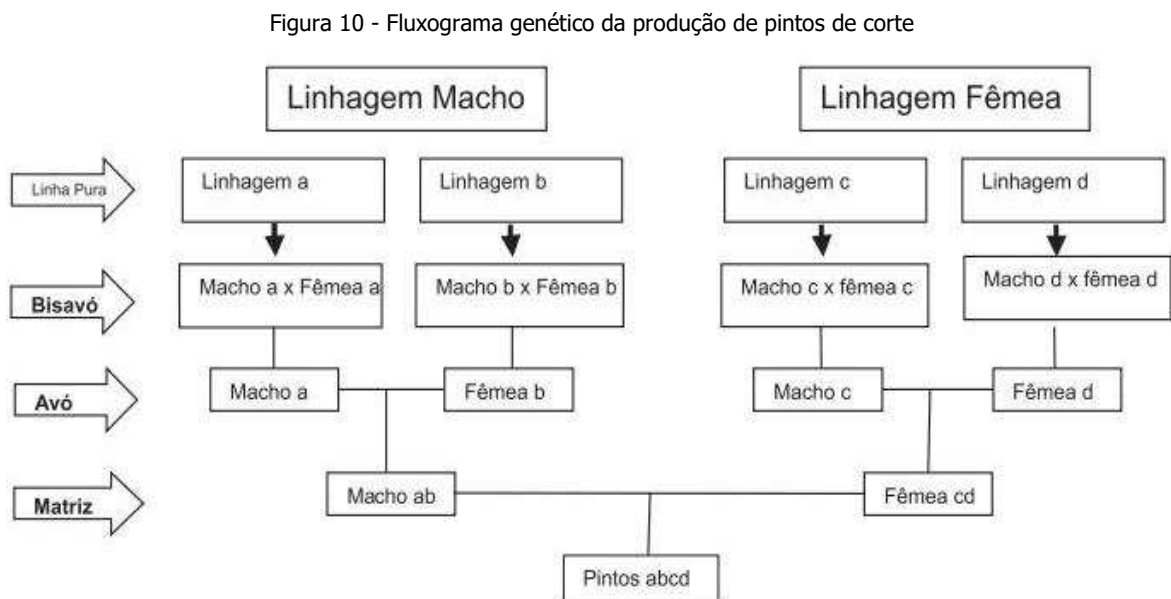 Figura 10 - Fluxograma genético da produção de pintos de corte
Linhagem Macho
Linhagem Fêmea
Linha Pura
Linhagem a
Linhagem b
Linhagem c
Linhagem d
Bisavó
Macho a x Fêmea a
Macho b x Fêmea b
Macho c x fêmea c
Macho d x fêmea d
Avó
Macho a
Fêmea b
Macho c
Fêmea d
Matriz
Macho ab
Fêmea cd
Pintos abcd